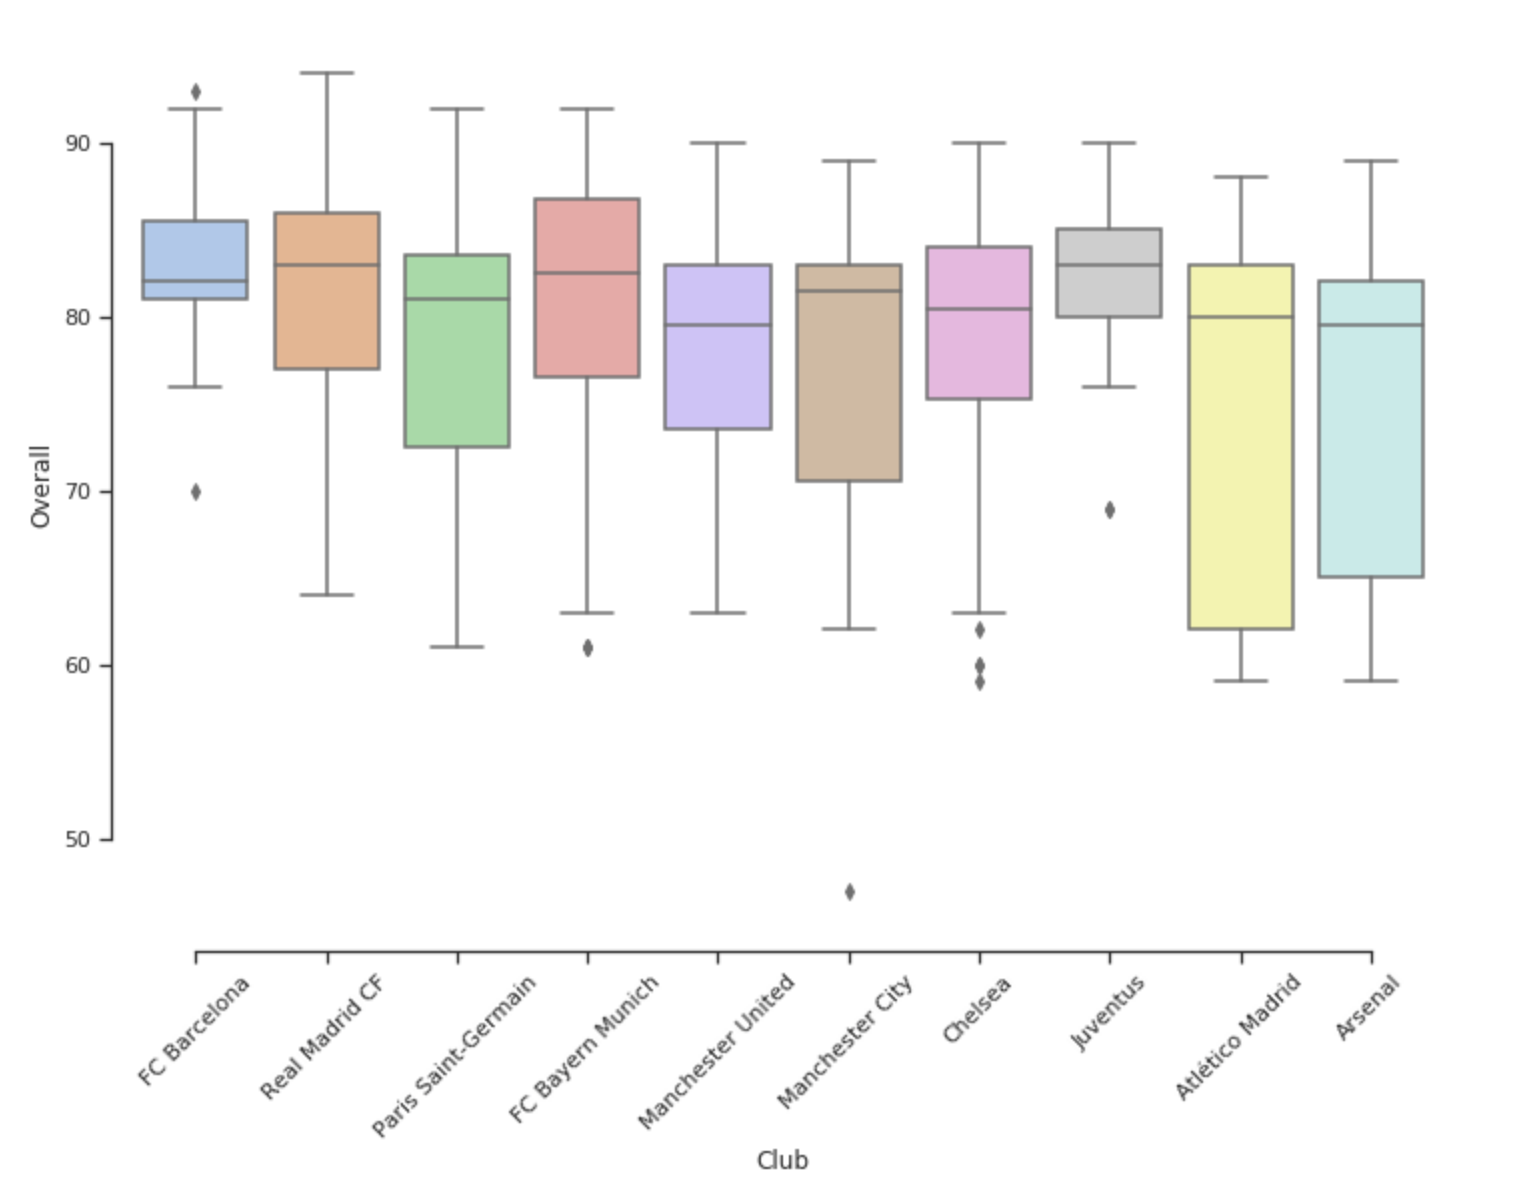 90
80
70
60
50
Overall
FC Barcelona
Real Madrid CF
Paris Saint-Germain
FC Bayern Munich
Manchester United
Manchester City
Chelsea
Juventus
Atlético Madrid
Arsenal
Club